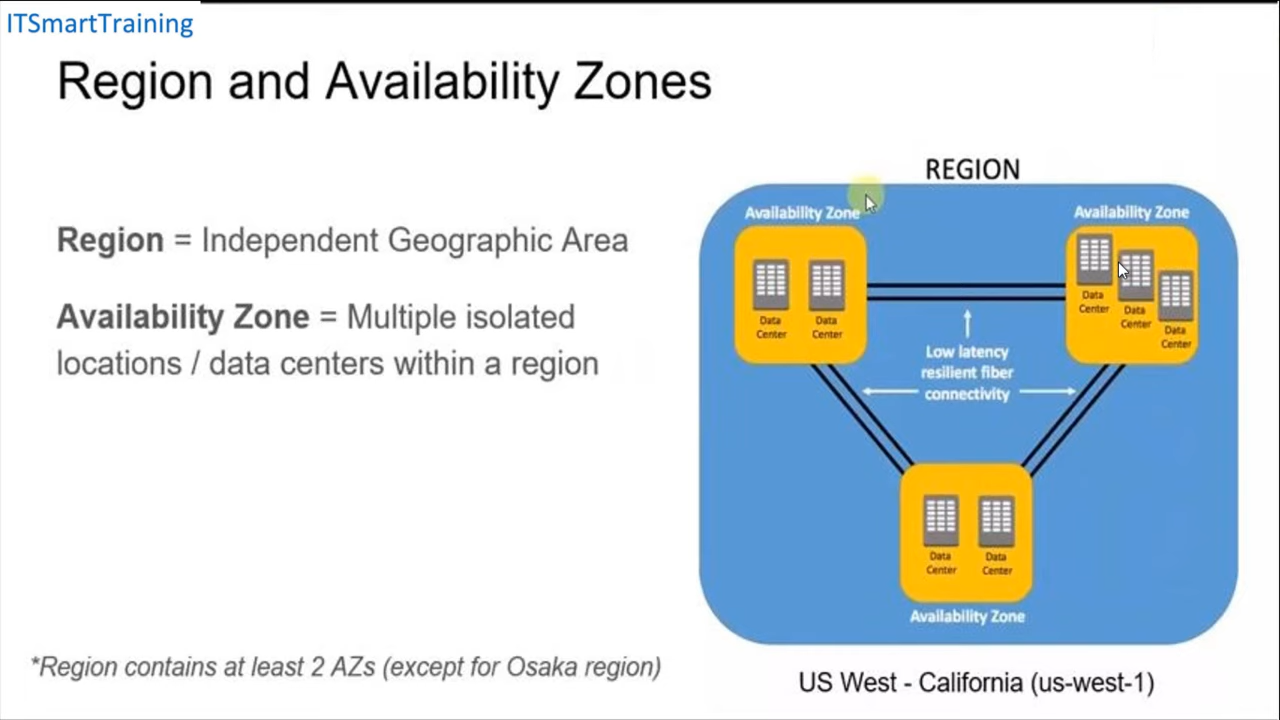 ITSmartTraining
Region and Availability Zones
Region = Independent Geographic Area
Availability Zone = Multiple isolated
locations / data centers within a region
*Region contains at least 2 AZs (except for Osaka region)
REGION
Availability Zone
Data
Center
Data
Center
Availability Zone
Data
Center
Data
Center
Data
Center
Low latency
resilient fiber
connectivity
Data
Center
Data
Center
Availability Zone
US West - California (us-west-1)